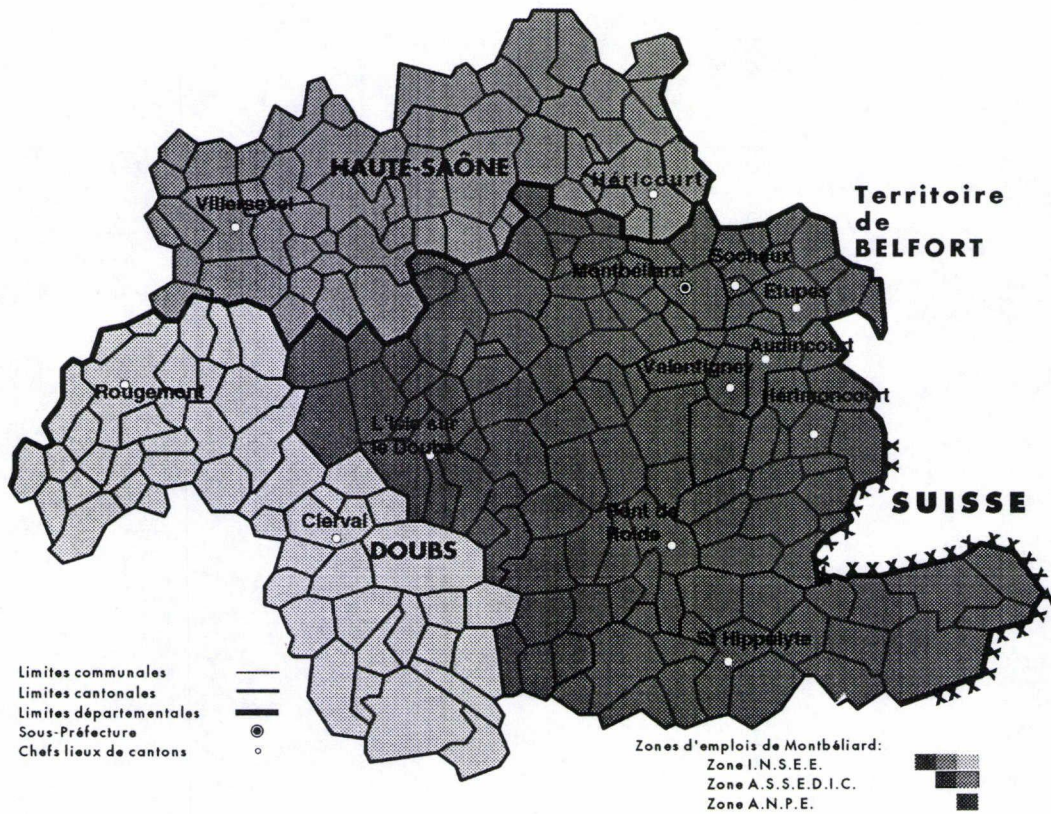 HAUTE-SAÔNE
Héricourt
Villersexel
Territoire
de
BELFORT
Sochaux
Montbéliard
Etupes
Audincourt
Valentigney
Hérimoncourt
Rougemont
L'Isle sur
le Doubs
SUISSE
Pont de
Roide
Clerval
DOUBS
St Hippolyte
Limites communales
Limites cantonales
Limites départementales
Sous-Préfecture
Chefs lieux de cantons
Zones d'emplois de Montbéliard:
Zone I.N.S.E.E.
Zone A.S.S.E.D.I.C.
Zone A.N.P.E.